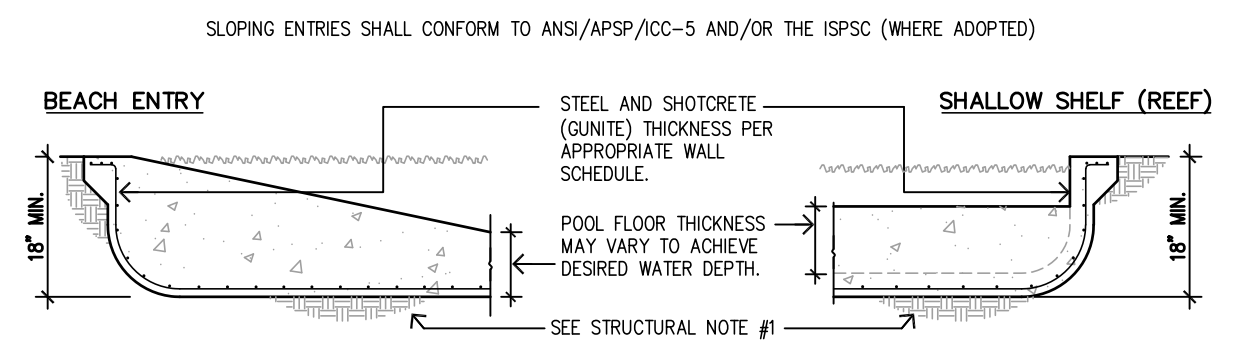 SLOPING ENTRIES SHALL CONFORM TO ANSI/APSP/ICC-5 AND/OR THE ISPSC (WHERE ADOPTED)
BEACH ENTRY
STEEL AND SHOTCRETE
(GUNITE) THICKNESS PER
APPROPRIATE WALL
SCHEDULE.
SHALLOW SHELF (REEF)
18" MIN.
POOL FLOOR THICKNESS
MAY VARY TO ACHIEVE
DESIRED WATER DEPTH.
18" MIN.
SEE STRUCTURAL NOTE #1